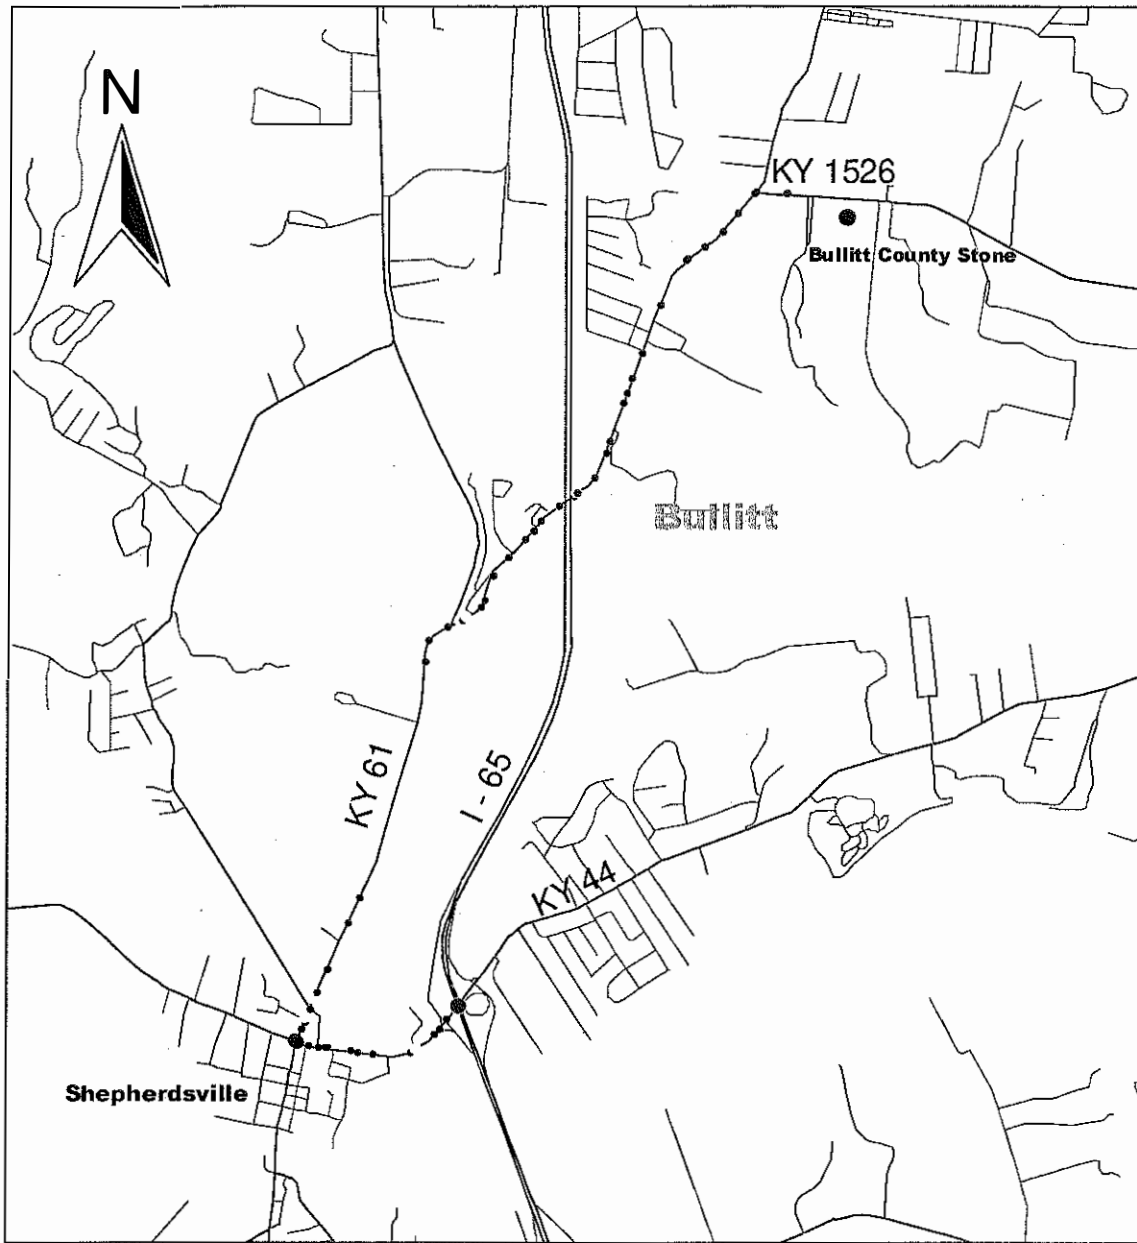 N
KY 1526
Bullitt County Stone
Bullitt
KY 61
I - 65
KY 44
Shepherdsville